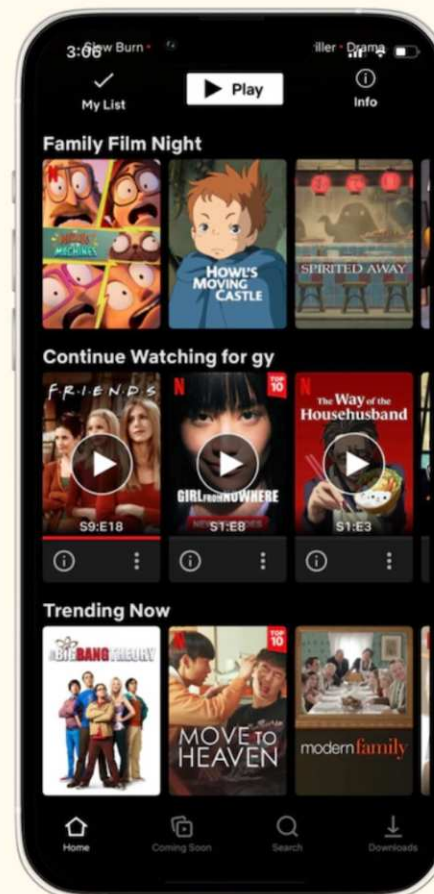 3:06
Slow Burn •
iller • Drama
My List
Play
Info
Family Film Night
MACHINES
HOWL'S
MOVING
CASTLE
SPIRITED AWAY
Continue Watching for gy
F·R·I·E·N·D·S
S9:E18
TOP
10
GIRL FROM NOWHERE
S1:E8
The Way of the
Househusband
S1:E3
Trending Now
BIG BANG THEORY
TOP
10
MOVE TO
HEAVEN
modern family
Home
Coming Soon
Search
Downloads